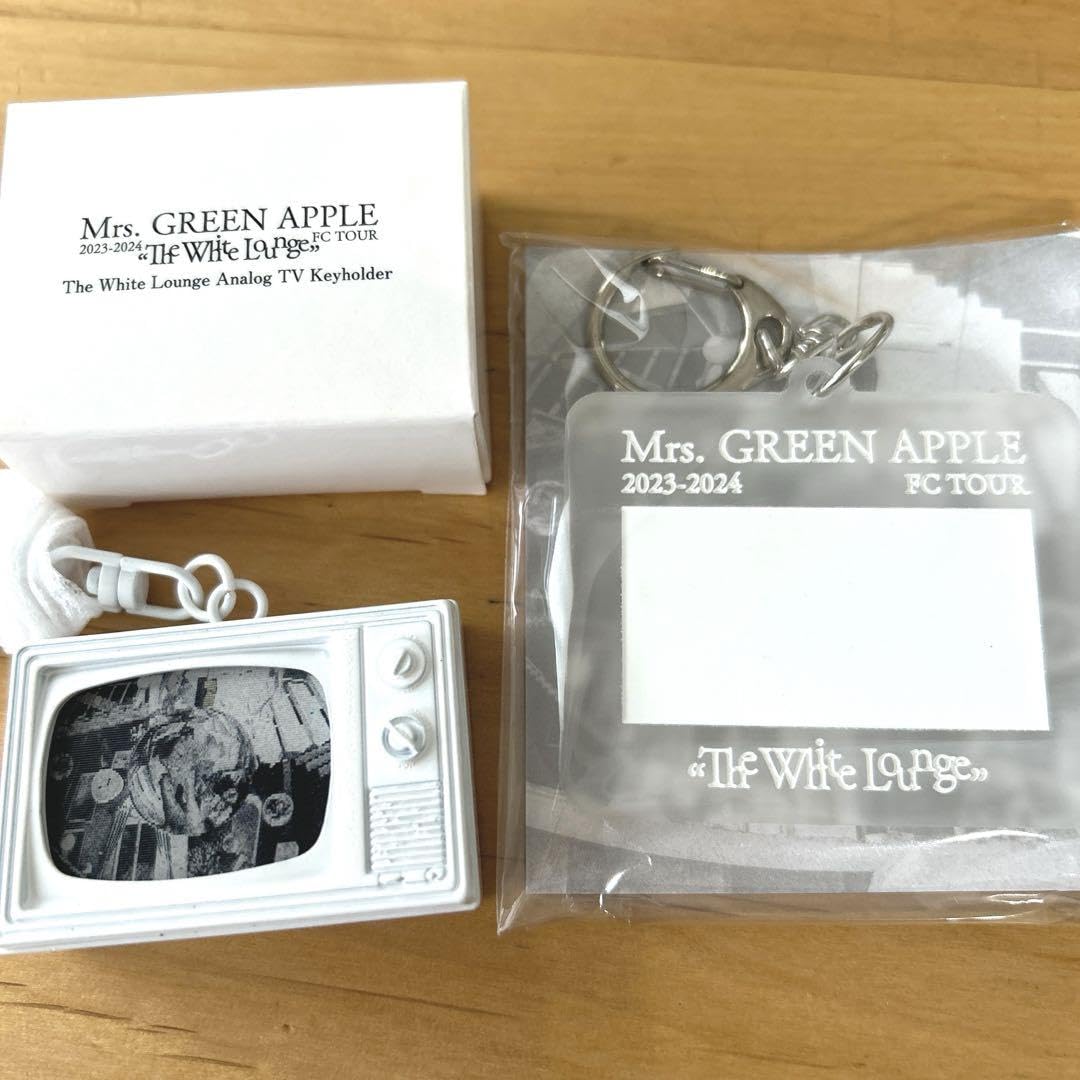 Mrs. GREEN APPLE
2023-2024 “The White Lounge” FC TOUR
The White Lounge Analog TV Keyholder
Mrs. GREEN APPLE
2023-2024 FC TOUR
“The White Lounge”